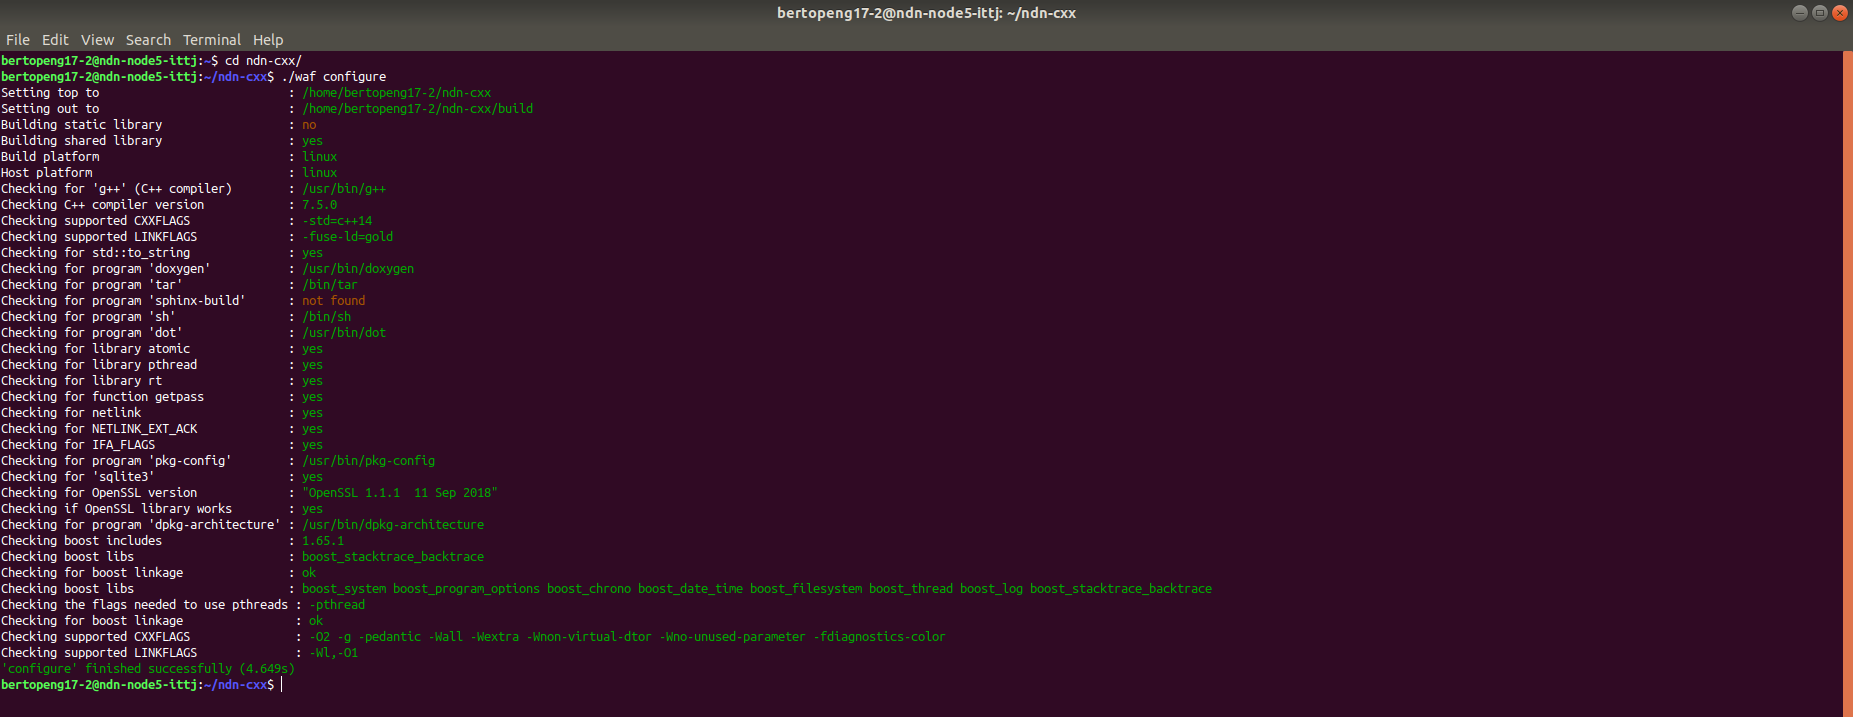 bertopeng17-2@ndn-node5-ittj: ~/ndn-cxx
File Edit View Search Terminal Help
bertopeng17-2@ndn-node5-ittj:~$ cd ndn-cxx/
bertopeng17-2@ndn-node5-ittj:~/ndn-cxx$ ./waf configure
Setting top to                           : /home/bertopeng17-2/ndn-cxx
Setting out to                           : /home/bertopeng17-2/ndn-cxx/build
Building static library                  : no
Building shared library                  : yes
Build platform                           : linux
Host platform                            : linux
Checking for 'g++' (C++ compiler)        : /usr/bin/g++
Checking C++ compiler version            : 7.5.0
Checking supported CXXFLAGS              : -std=c++14
Checking supported LINKFLAGS             : -fuse-ld=gold
Checking for std::to_string              : yes
Checking for program 'doxygen'           : /usr/bin/doxygen
Checking for program 'tar'               : /bin/tar
Checking for program 'sphinx-build'      : not found
Checking for program 'sh'                : /bin/sh
Checking for program 'dot'               : /usr/bin/dot
Checking for library atomic              : yes
Checking for library pthread             : yes
Checking for library rt                  : yes
Checking for function getpass            : yes
Checking for netlink                     : yes
Checking for NETLINK_EXT_ACK             : yes
Checking for IFA_FLAGS                   : yes
Checking for program 'pkg-config'        : /usr/bin/pkg-config
Checking for 'sqlite3'                   : yes
Checking for OpenSSL version             : "OpenSSL 1.1.1  11 Sep 2018"
Checking if OpenSSL library works        : yes
Checking for program 'dpkg-architecture' : /usr/bin/dpkg-architecture
Checking boost includes                  : 1.65.1
Checking boost libs                      : boost_stacktrace_backtrace
Checking for boost linkage               : ok
Checking boost libs                      : boost_system boost_program_options boost_chrono boost_date_time boost_filesystem boost_thread boost_log boost_stacktrace_backtrace
Checking the flags needed to use pthreads : -pthread
Checking for boost linkage                : ok
Checking supported CXXFLAGS               : -O2 -g -pedantic -Wall -Wextra -Wnon-virtual-dtor -Wno-unused-parameter -fdiagnostics-color
Checking supported LINKFLAGS              : -Wl,-O1
'configure' finished successfully (4.649s)
bertopeng17-2@ndn-node5-ittj:~/ndn-cxx$